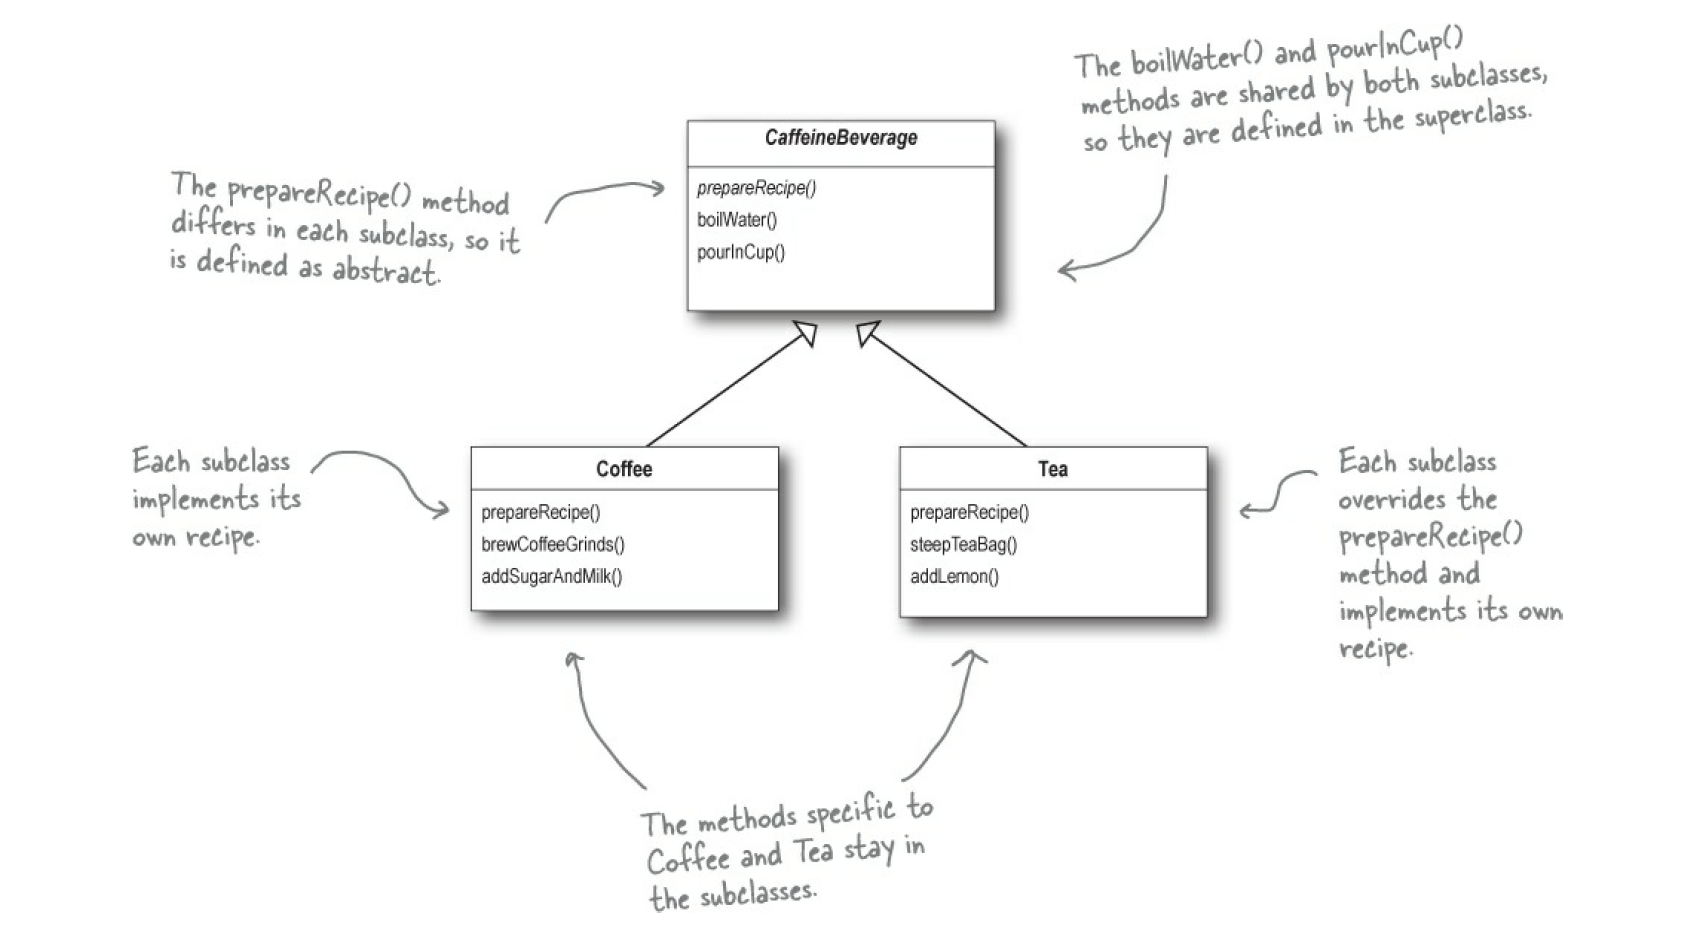 The boilWater() and pourInCup()
methods are shared by both subclasses,
so they are defined in the superclass.
CaffeineBeverage
prepareRecipe()
boilWater()
pourInCup()
The prepareRecipe() method
differs in each subclass, so it
is defined as abstract.
Each subclass
implements its
own recipe.
Coffee
prepareRecipe()
brewCoffeeGrinds()
addSugarAndMilk()
Tea
prepareRecipe()
steepTeaBag()
addLemon()
Each subclass
overrides the
prepareRecipe()
method and
implements its own
recipe.
The methods specific to
Coffee and Tea stay in
the subclasses.